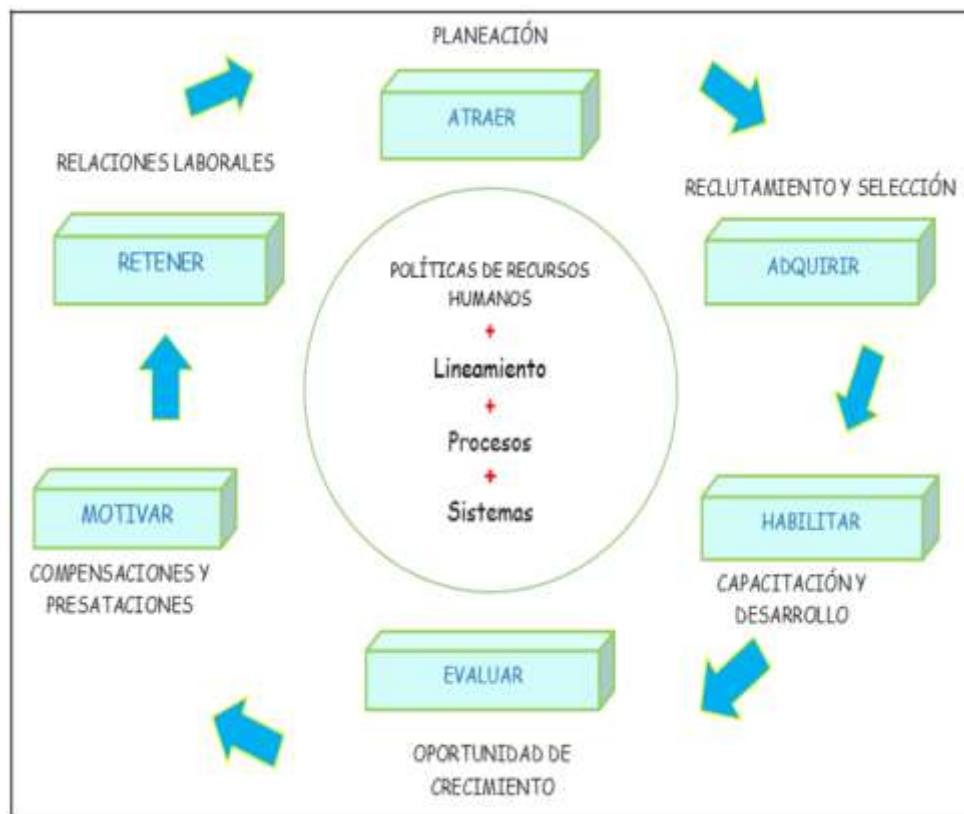 PLANEACIÓN
ATRAER
RELACIONES LABORALES
RETENER
RECLUTAMIENTO Y SELECCIÓN
ADQUIRIR
POLÍTICAS DE RECURSOS
HUMANOS
+
Lineamiento
+
Procesos
+
Sistemas
MOTIVAR
COMPENSACIONES Y
PRESATACIONES
HABILITAR
CAPACITACIÓN Y
DESARROLLO
EVALUAR
OPORTUNIDAD DE
CRECIMIENTO